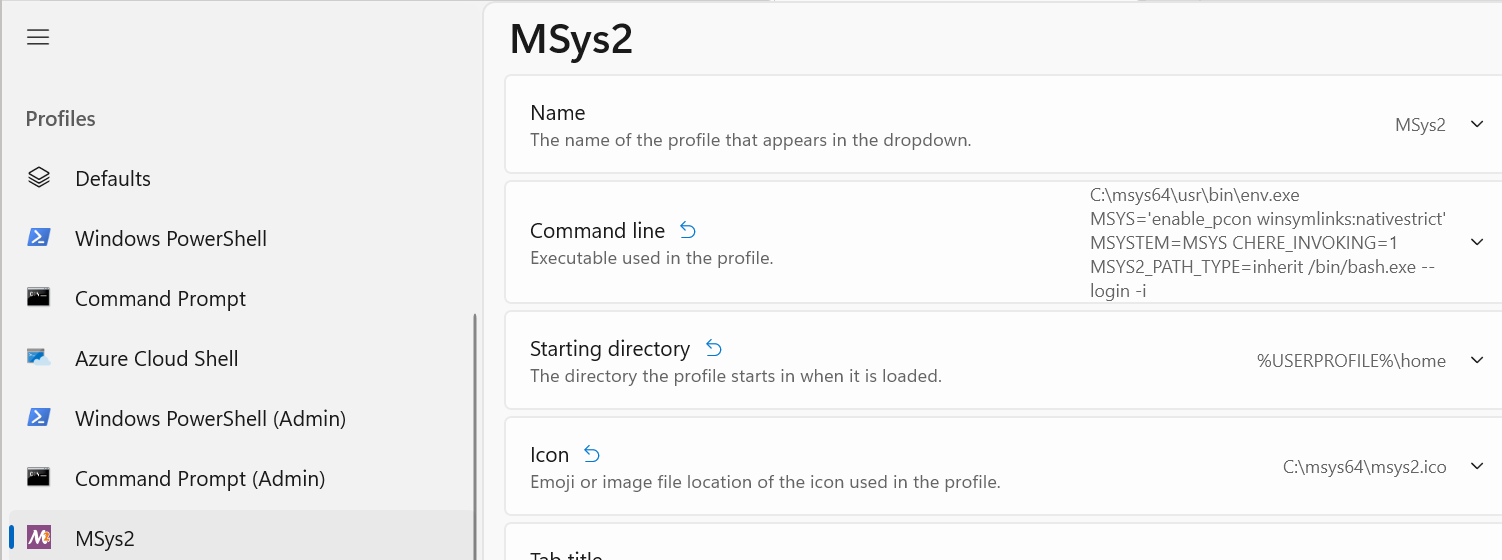 Profiles
Defaults
Windows PowerShell
Command Prompt
Azure Cloud Shell
Windows PowerShell (Admin)
Command Prompt (Admin)
MSys2
MSys2
Name
The name of the profile that appears in the dropdown.
MSys2
Command line
Executable used in the profile.
C:\msys64\usr\bin\env.exe
MSYS='enable_pcon winsymlinks:nativestrict'
MSYSTEM=MSYS CHERE_INVOKING=1
MSYS2_PATH_TYPE=inherit /bin/bash.exe --
login -i
Starting directory
The directory the profile starts in when it is loaded.
%USERPROFILE%\home
Icon
Emoji or image file location of the icon used in the profile.
C:\msys64\msys2.ico
Tab title